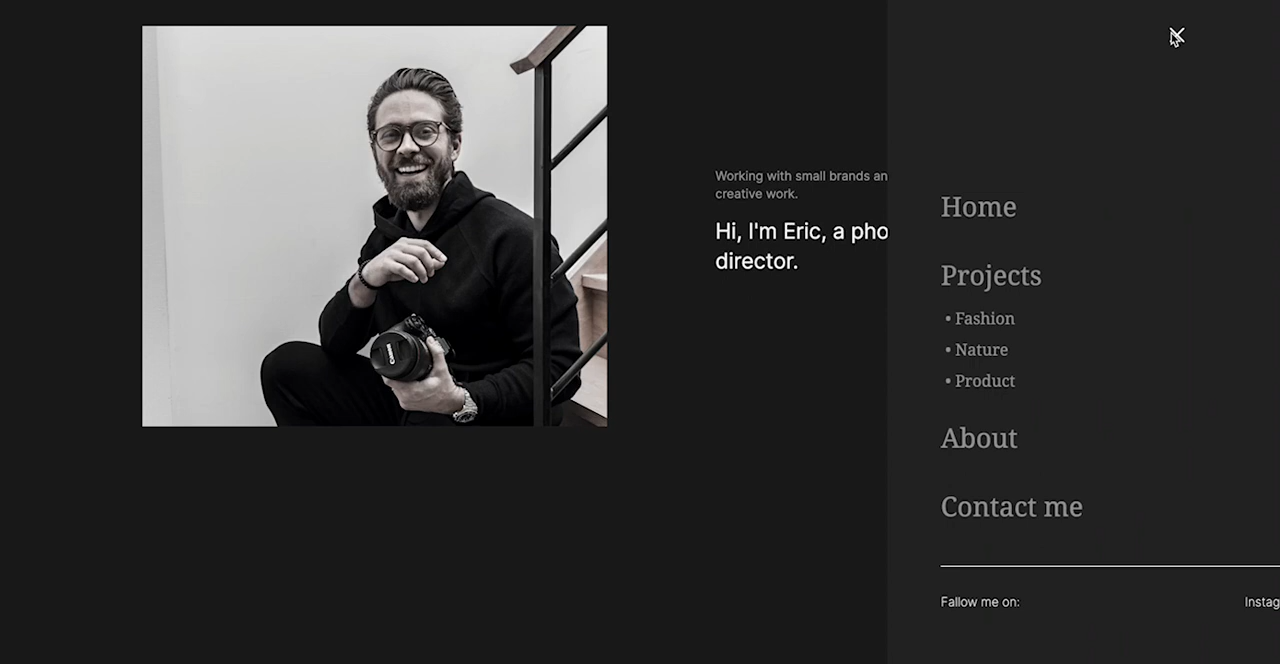 Working with small brands an
creative work.
Hi, I'm Eric, a pho
director.
Canon
Home
Projects
• Fashion
• Nature
• Product
About
Contact me
Fallow me on:
Instag